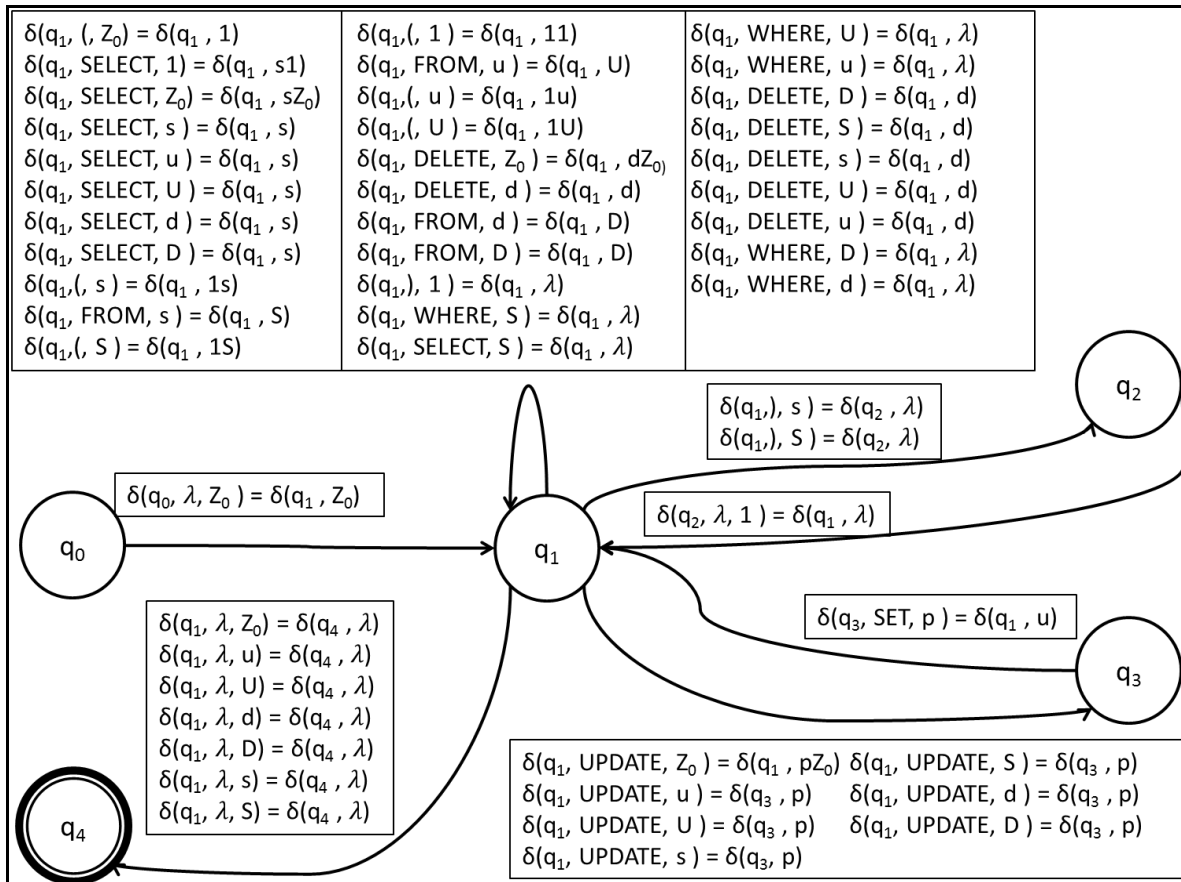 δ(q₁, (, Z₀) = δ(q₁ , 1)
δ(q₁, SELECT, 1) = δ(q₁ , s1)
δ(q₁, SELECT, Z₀) = δ(q₁ , sZ₀)
δ(q₁, SELECT, s ) = δ(q₁ , s)
δ(q₁, SELECT, u ) = δ(q₁ , s)
δ(q₁, SELECT, U ) = δ(q₁ , s)
δ(q₁, SELECT, d ) = δ(q₁ , s)
δ(q₁, SELECT, D ) = δ(q₁ , s)
δ(q₁,(, s ) = δ(q₁ , 1s)
δ(q₁, FROM, s ) = δ(q₁ , S)
δ(q₁,(, S ) = δ(q₁ , 1S)
δ(q₁,(, 1 ) = δ(q₁ , 11)
δ(q₁, FROM, u ) = δ(q₁ , U)
δ(q₁,(, u ) = δ(q₁ , 1u)
δ(q₁,(, U ) = δ(q₁ , 1U)
δ(q₁, DELETE, Z₀ ) = δ(q₁ , dZ₀)
δ(q₁, DELETE, d ) = δ(q₁ , d)
δ(q₁, FROM, d ) = δ(q₁ , D)
δ(q₁, FROM, D ) = δ(q₁ , D)
δ(q₁,), 1 ) = δ(q₁ , λ)
δ(q₁, WHERE, S ) = δ(q₁ , λ)
δ(q₁, SELECT, S ) = δ(q₁ , λ)
δ(q₁, WHERE, U ) = δ(q₁ , λ)
δ(q₁, WHERE, u ) = δ(q₁ , λ)
δ(q₁, DELETE, D ) = δ(q₁ , d)
δ(q₁, DELETE, S ) = δ(q₁ , d)
δ(q₁, DELETE, s ) = δ(q₁ , d)
δ(q₁, DELETE, U ) = δ(q₁ , d)
δ(q₁, DELETE, u ) = δ(q₁ , d)
δ(q₁, WHERE, D ) = δ(q₁ , λ)
δ(q₁, WHERE, d ) = δ(q₁ , λ)
q₂
δ(q₁,), s ) = δ(q₂ , λ)
δ(q₁,), S ) = δ(q₂, λ)
δ(q₀, λ, Z₀ ) = δ(q₁ , Z₀)
δ(q₂, λ, 1 ) = δ(q₁ , λ)
q₀
q₁
δ(q₃, SET, p ) = δ(q₁ , u)
q₃
δ(q₁, λ, Z₀) = δ(q₄ , λ)
δ(q₁, λ, u) = δ(q₄ , λ)
δ(q₁, λ, U) = δ(q₄ , λ)
δ(q₁, λ, d) = δ(q₄ , λ)
δ(q₁, λ, D) = δ(q₄ , λ)
δ(q₁, λ, s) = δ(q₄ , λ)
δ(q₁, λ, S) = δ(q₄ , λ)
q₄
δ(q₁, UPDATE, Z₀ ) = δ(q₁ , pZ₀) δ(q₁, UPDATE, S ) = δ(q₃ , p)
δ(q₁, UPDATE, u ) = δ(q₃ , p) δ(q₁, UPDATE, d ) = δ(q₃ , p)
δ(q₁, UPDATE, U ) = δ(q₃ , p) δ(q₁, UPDATE, D ) = δ(q₃ , p)
δ(q₁, UPDATE, s ) = δ(q₃, p)